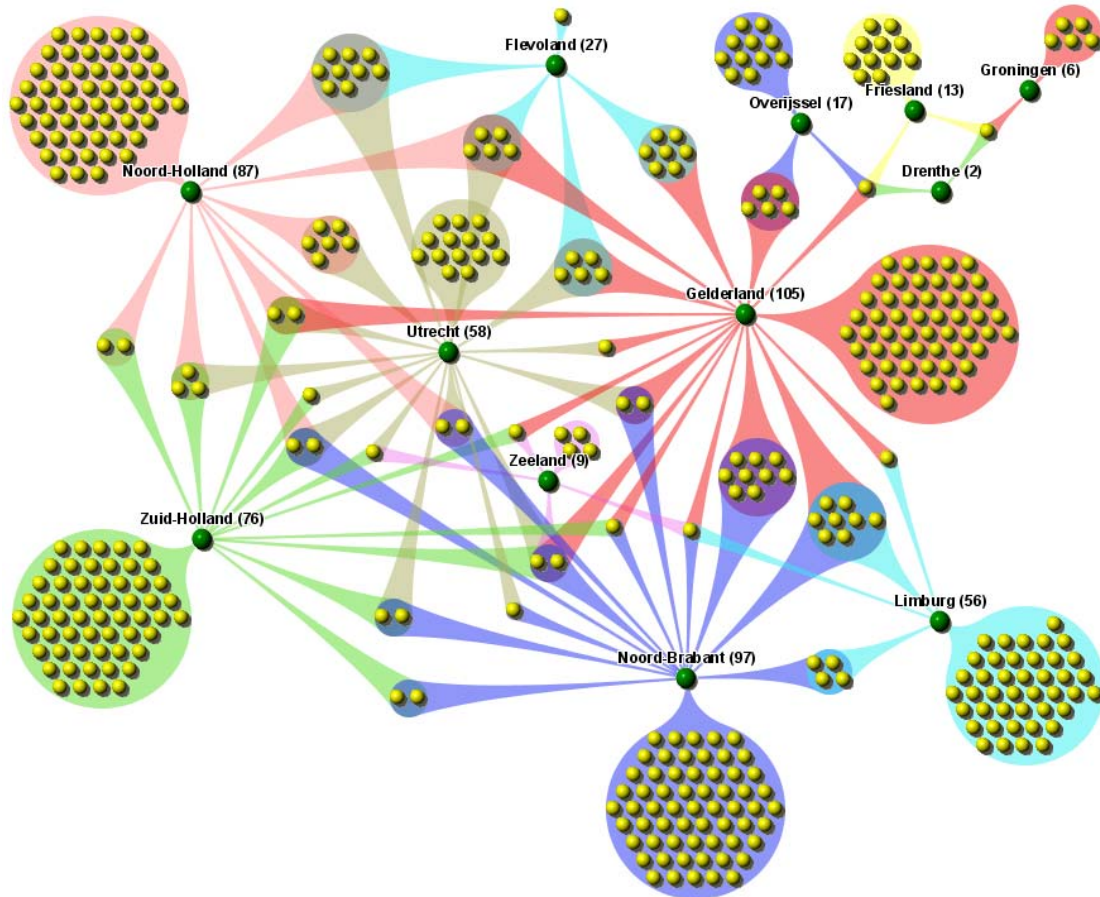 Flevoland (27)
Groningen (6)
Friesland (13)
Overijssel (17)
Noord-Holland (87)
Drenthe (2)
Gelderland (105)
Utrecht (58)
Zeeland (9)
Zuid-Holland (76)
Limburg (56)
Noord-Brabant (97)